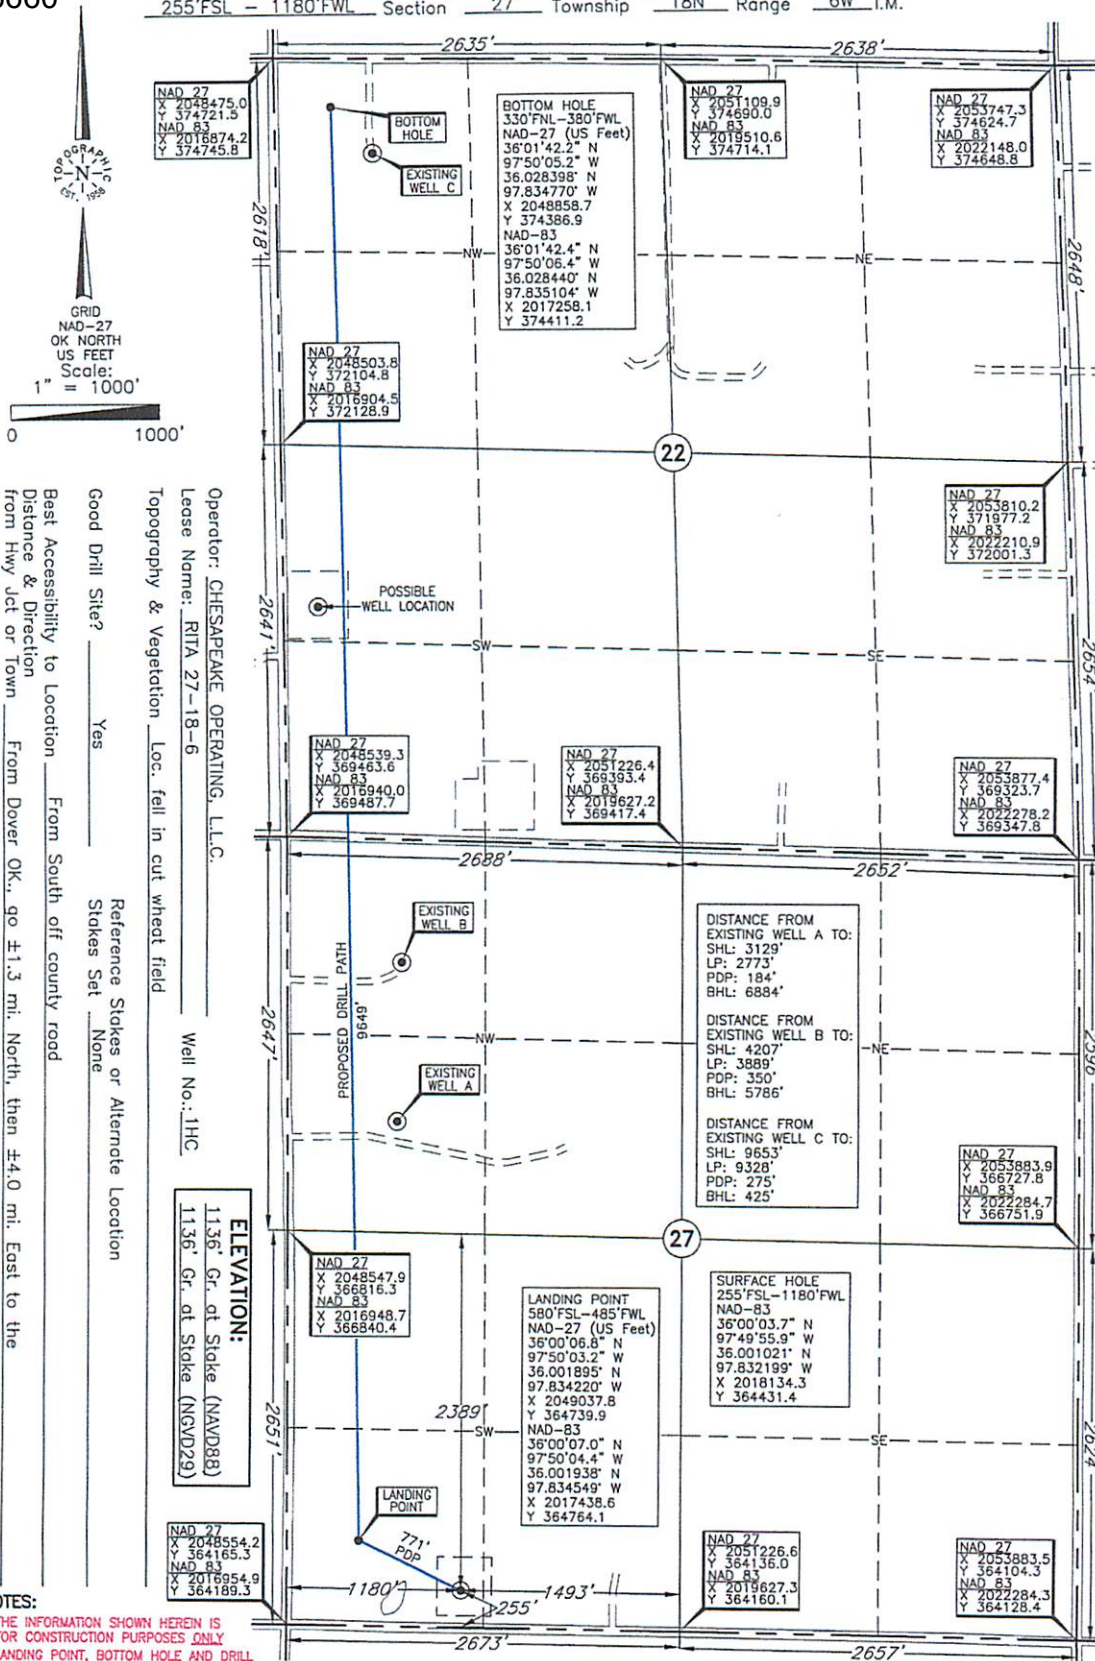 255'FSL – 1180'FWL Section 27 Township 18N Range 6W I.M.
2635'
2638'
NAD 27
X 2048475.0
Y 374721.5
NAD 83
X 2016874.2
Y 374745.8
BOTTOM
HOLE
EXISTING
WELL C
BOTTOM HOLE
330'FNL-380'FWL
NAD-27 (US Feet)
36°01'42.2" N
97°50'05.2" W
36.028398° N
97.834770° W
X 2048858.7
Y 374386.9
NAD-83
36°01'42.4" N
97°50'06.4" W
36.028440° N
97.835104° W
X 2017258.1
Y 374411.2
NAD 27
X 2051109.9
Y 374690.0
NAD 83
X 2019510.6
Y 374714.1
NAD 27
X 2053747.3
Y 374624.7
NAD 83
X 2022148.0
Y 374648.8
TOPOGRAPHIC
N
EST. 1958
2618'
2648'
NW
NE
GRID
NAD-27
OK NORTH
US FEET
Scale:
1" = 1000'
0 1000'
NAD 27
X 2048503.8
Y 372104.8
NAD 83
X 2016904.5
Y 372128.9
22
NAD 27
X 2053810.2
Y 371977.2
NAD 83
X 2022210.9
Y 372001.3
POSSIBLE
WELL LOCATION
2641'
2654'
SW
SE
NAD 27
X 2048539.3
Y 369463.6
NAD 83
X 2016940.0
Y 369487.7
NAD 27
X 2051226.4
Y 369393.4
NAD 83
X 2019627.2
Y 369417.4
NAD 27
X 2053877.4
Y 369323.7
NAD 83
X 2022278.2
Y 369347.8
2688'
2652'
Operator: CHESAPEAKE OPERATING, L.L.C.
Lease Name: RITA 27-18-6 Well No.: 1HC
Topography & Vegetation Loc. fell in cut wheat field
Reference Stakes or Alternate Location
Good Drill Site? Yes Stakes Set None
Best Accessibility to Location From South off county road
Distance & Direction
from Hwy Jct or Town From Dover OK., go ±1.3 mi. North, then ±4.0 mi. East to the
ELEVATION:
1136' Gr. at Stake (NAVD88)
1136' Gr. at Stake (NGVD29)
EXISTING
WELL B
PROPOSED DRILL PATH
9649'
DISTANCE FROM
EXISTING WELL A TO:
SHL: 3129'
LP: 2773'
PDP: 184'
BHL: 6884'
DISTANCE FROM
EXISTING WELL B TO:
SHL: 4207'
LP: 3889'
PDP: 350'
BHL: 5786'
DISTANCE FROM
EXISTING WELL C TO:
SHL: 9653'
LP: 9328'
PDP: 275'
BHL: 425'
2647'
2596'
NW
NE
EXISTING
WELL A
NAD 27
X 2053883.9
Y 366727.8
NAD 83
X 2022284.7
Y 366751.9
27
NAD 27
X 2048547.9
Y 366816.3
NAD 83
X 2016948.7
Y 366840.4
LANDING POINT
580'FSL-485'FWL
NAD-27 (US Feet)
36°00'06.8" N
97°50'03.2" W
36.001895° N
97.834220° W
X 2049037.8
Y 364739.9
NAD-83
36°00'07.0" N
97°50'04.4" W
36.001938° N
97.834549° W
X 2017438.6
Y 364764.1
SURFACE HOLE
255'FSL-1180'FWL
NAD-83
36°00'03.7" N
97°49'55.9" W
36.001021° N
97.832199° W
X 2018134.3
Y 364431.4
2389'
2651'
2624'
SW
SE
LANDING
POINT
771'
PDP
NAD 27
X 2048554.2
Y 364165.3
NAD 83
X 2016954.9
Y 364189.3
NAD 27
X 2051226.6
Y 364136.0
NAD 83
X 2019627.3
Y 364160.1
NAD 27
X 2053883.5
Y 364104.3
NAD 83
X 2022284.3
Y 364128.4
1180'
1493'
255'
2673'
2657'
OTES:
THE INFORMATION SHOWN HEREIN IS
FOR CONSTRUCTION PURPOSES ONLY
LANDING POINT, BOTTOM HOLE AND DRILL